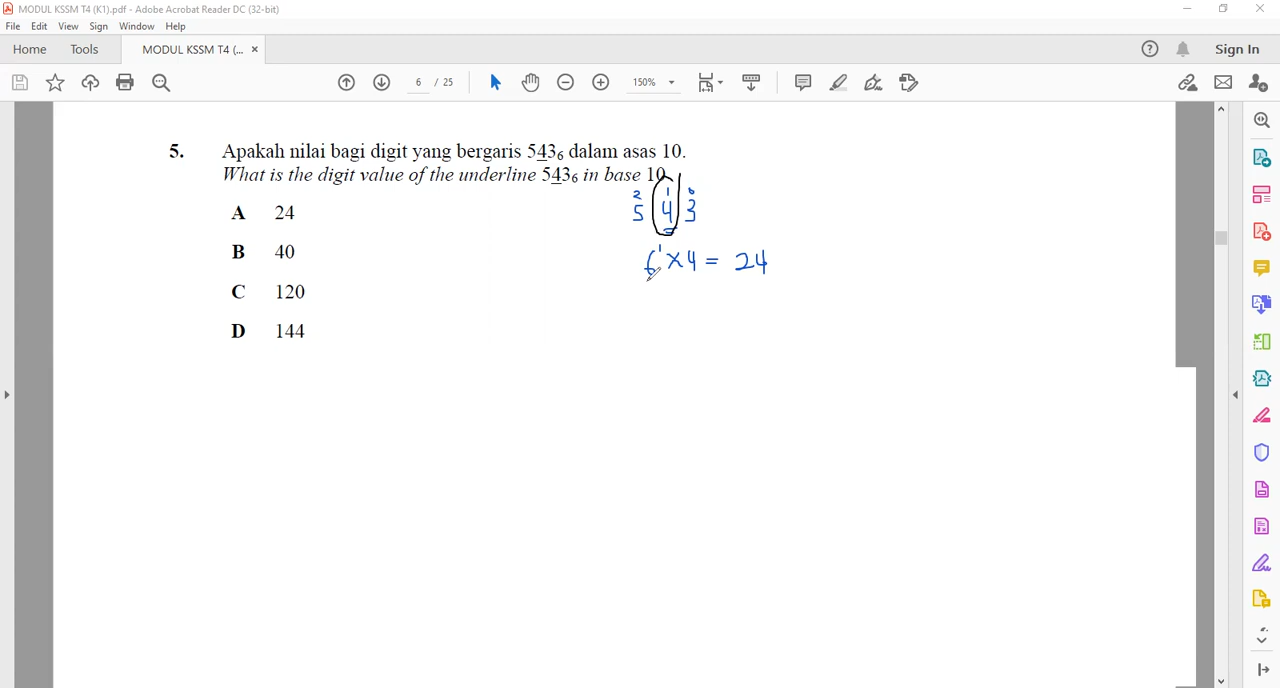 MODUL KSSM T4 (K1).pdf - Adobe Acrobat Reader DC (32-bit)
File Edit View Sign Window Help
Home Tools MODUL KSSM T4 (... × Sign In
6 / 25 150%
5. Apakah nilai bagi digit yang bergaris 543₆ dalam asas 10.
What is the digit value of the underline 543₆ in base 10.
2 1 0
5 4 3
A 24
6¹ × 4 = 24
B 40
C 120
D 144